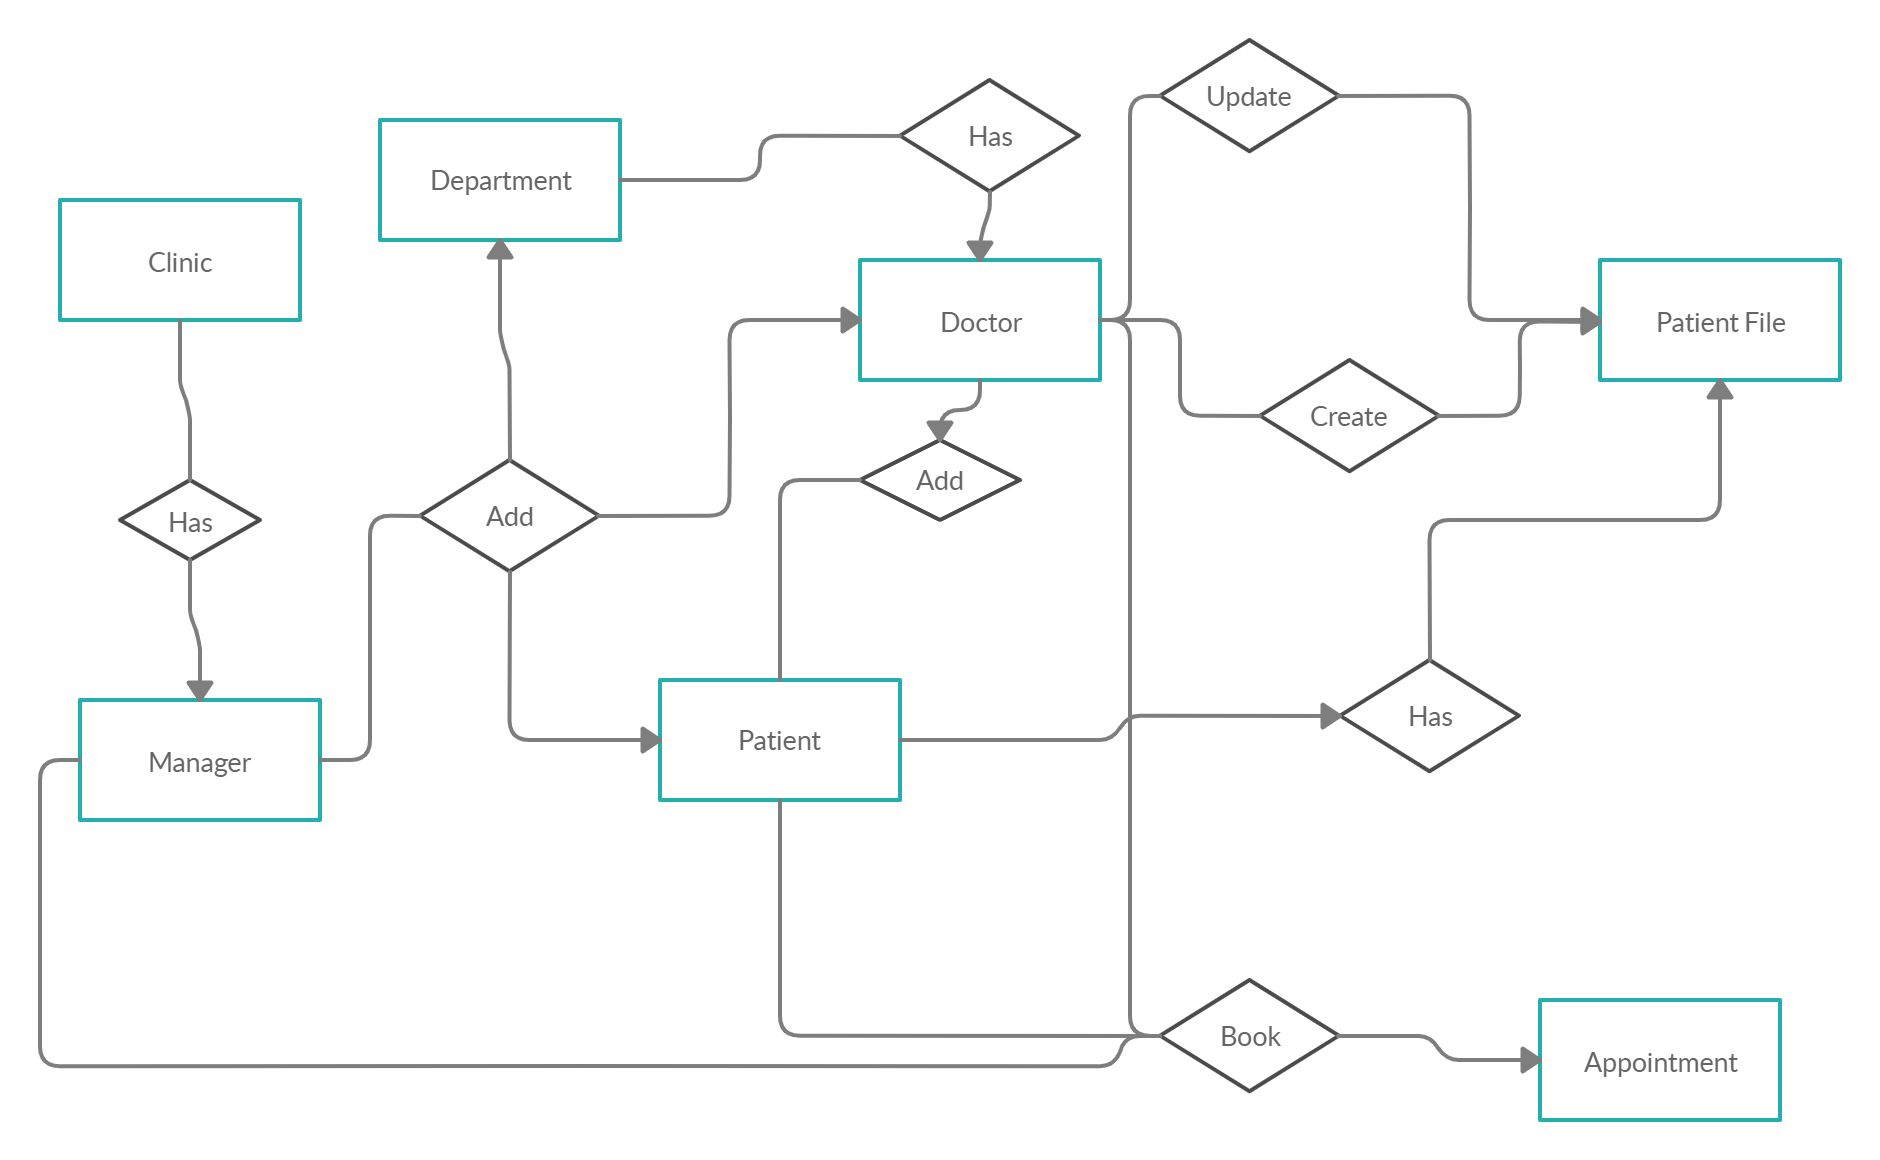 Update
Has
Department
Clinic
Doctor
Patient File
Create
Add
Add
Has
Has
Patient
Manager
Book
Appointment